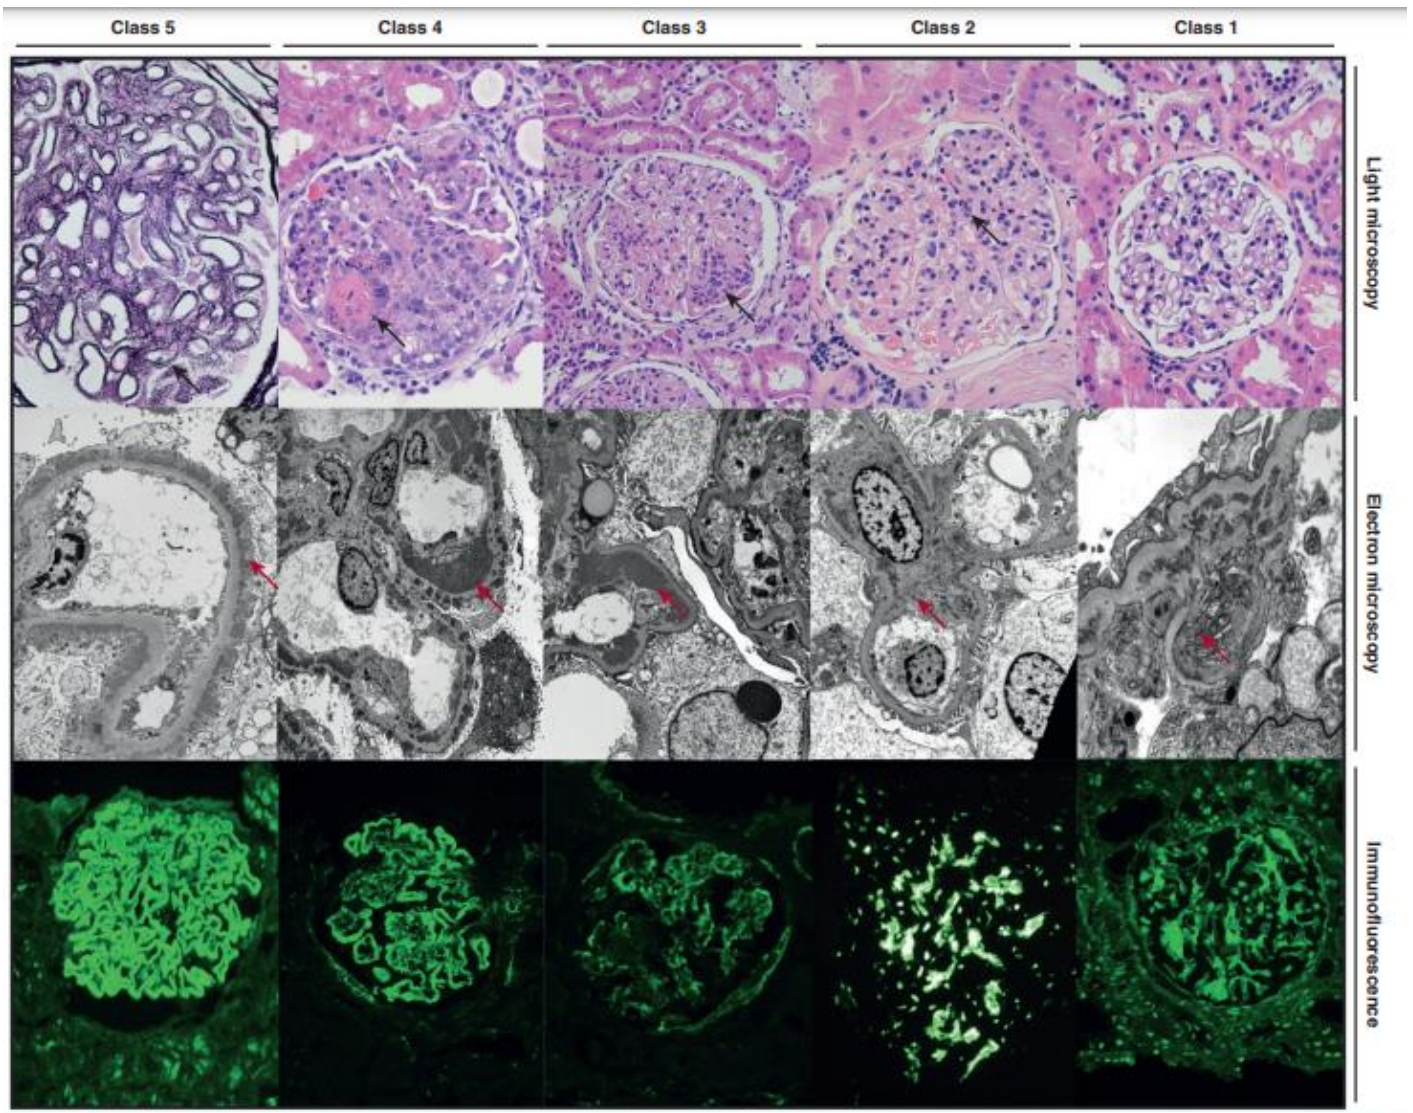 Class 5
Class 4
Class 3
Class 2
Class 1
Light microscopy
Electron microscopy
Immunofluorescence